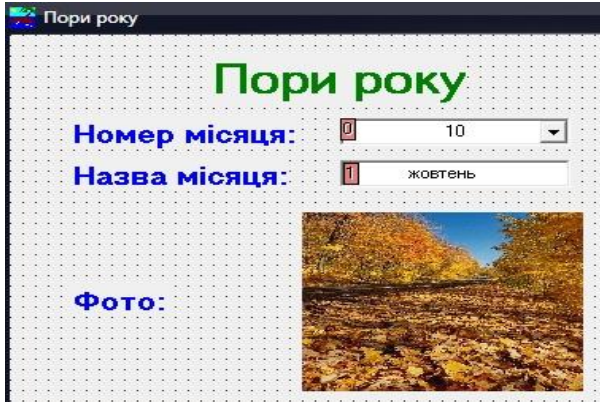 Пори року
Пори року
Номер місяця: 0 10
Назва місяця: 1 жовтень
Фото: